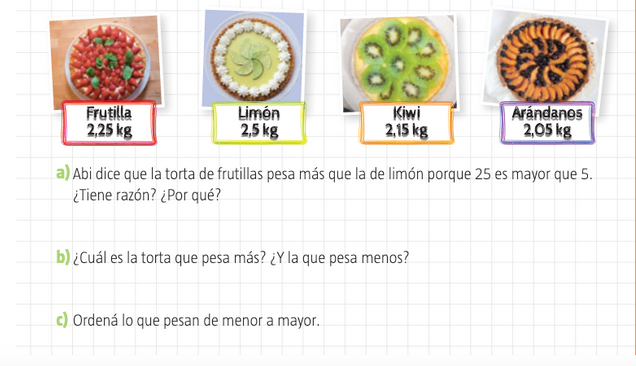 Frutilla
2,25 kg
Limón
2,5 kg
Kiwi
2,15 kg
Arándanos
2,05 kg
a) Abi dice que la torta de frutillas pesa más que la de limón porque 25 es mayor que 5.
¿Tiene razón? ¿Por qué?
b) ¿Cuál es la torta que pesa más? ¿Y la que pesa menos?
c) Ordená lo que pesan de menor a mayor.